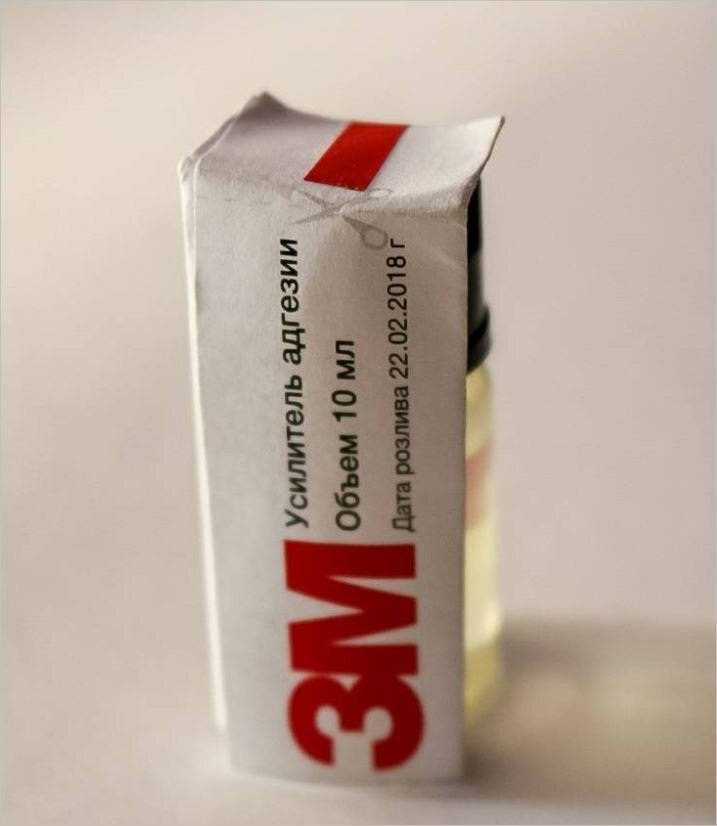 3M
Усилитель адгезии
Объем 10 мл
Дата розлива 22.02.2018 г